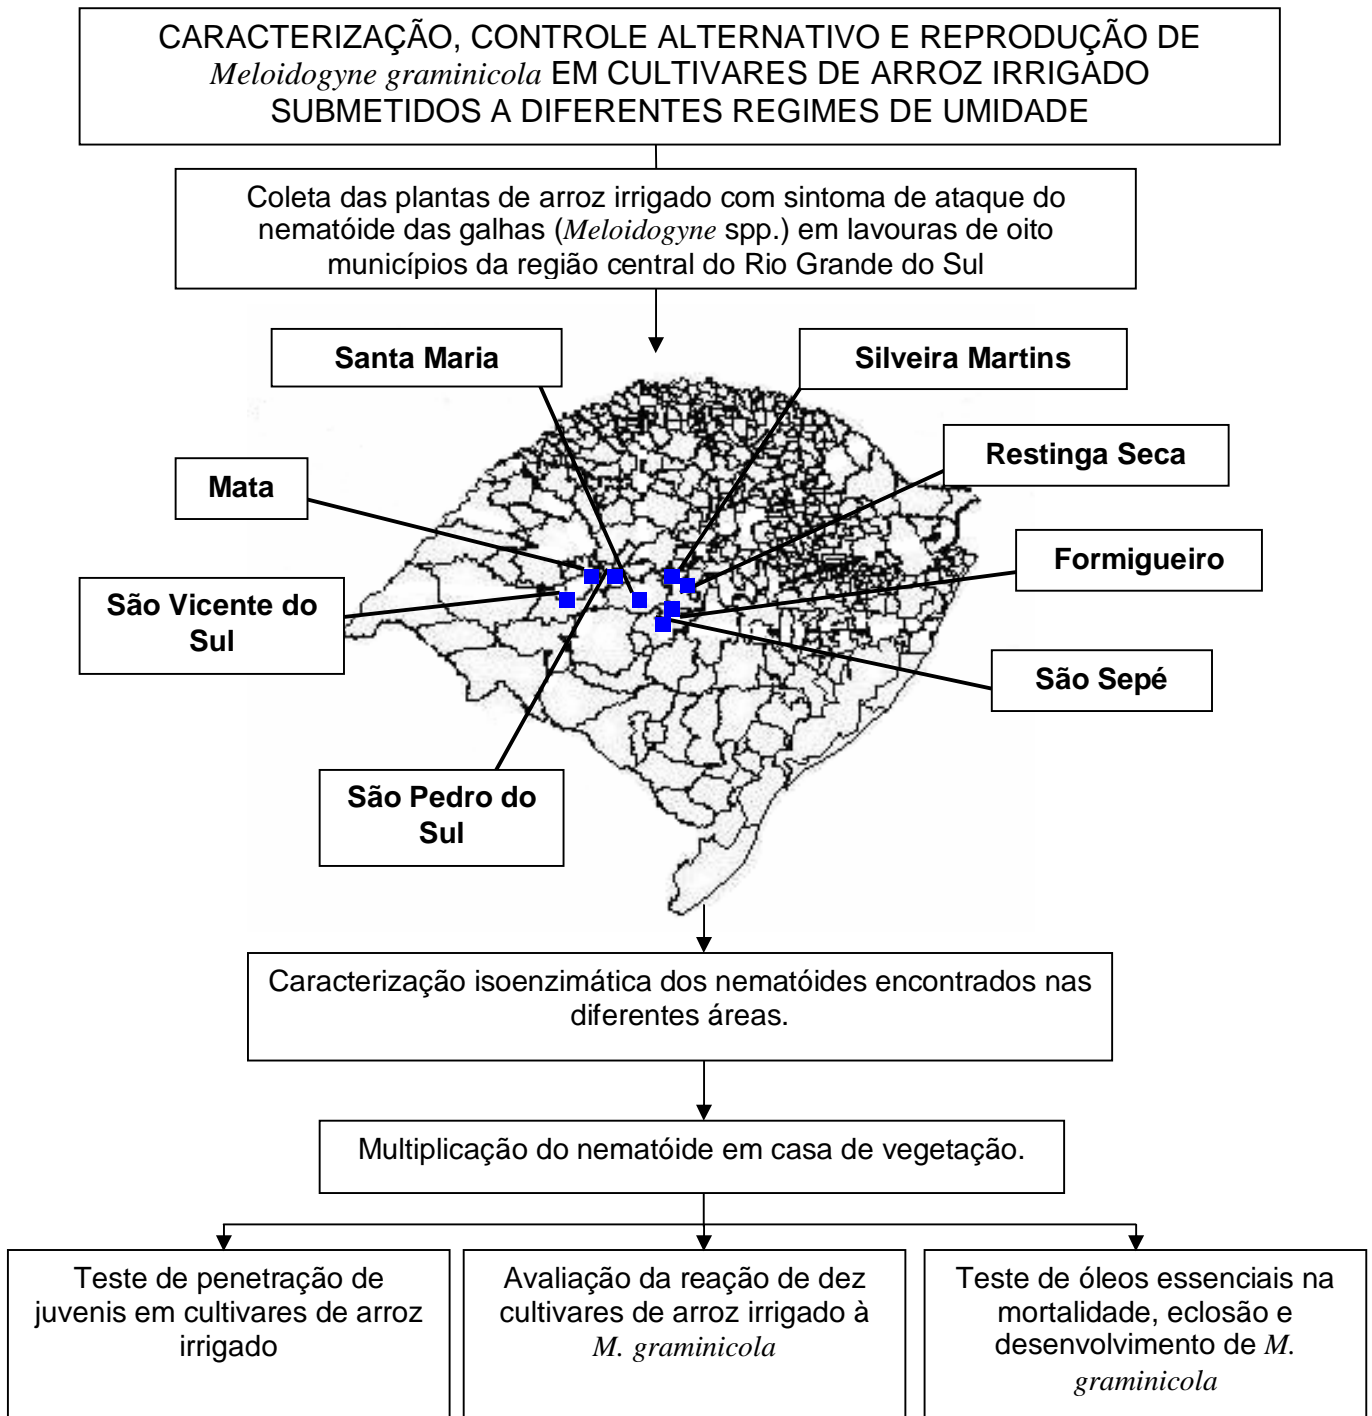 CARACTERIZAÇÃO, CONTROLE ALTERNATIVO E REPRODUÇÃO DE
Meloidogyne graminicola EM CULTIVARES DE ARROZ IRRIGADO
SUBMETIDOS A DIFERENTES REGIMES DE UMIDADE
Coleta das plantas de arroz irrigado com sintoma de ataque do
nematóide das galhas (Meloidogyne spp.) em lavouras de oito
municípios da região central do Rio Grande do Sul
Santa Maria
Silveira Martins
Restinga Seca
Mata
Formigueiro
São Vicente do
Sul
São Sepé
São Pedro do
Sul
Caracterização isoenzimática dos nematóides encontrados nas
diferentes áreas.
Multiplicação do nematóide em casa de vegetação.
Teste de penetração de
juvenis em cultivares de arroz
irrigado
Avaliação da reação de dez
cultivares de arroz irrigado à
M. graminicola
Teste de óleos essenciais na
mortalidade, eclosão e
desenvolvimento de M.
graminicola